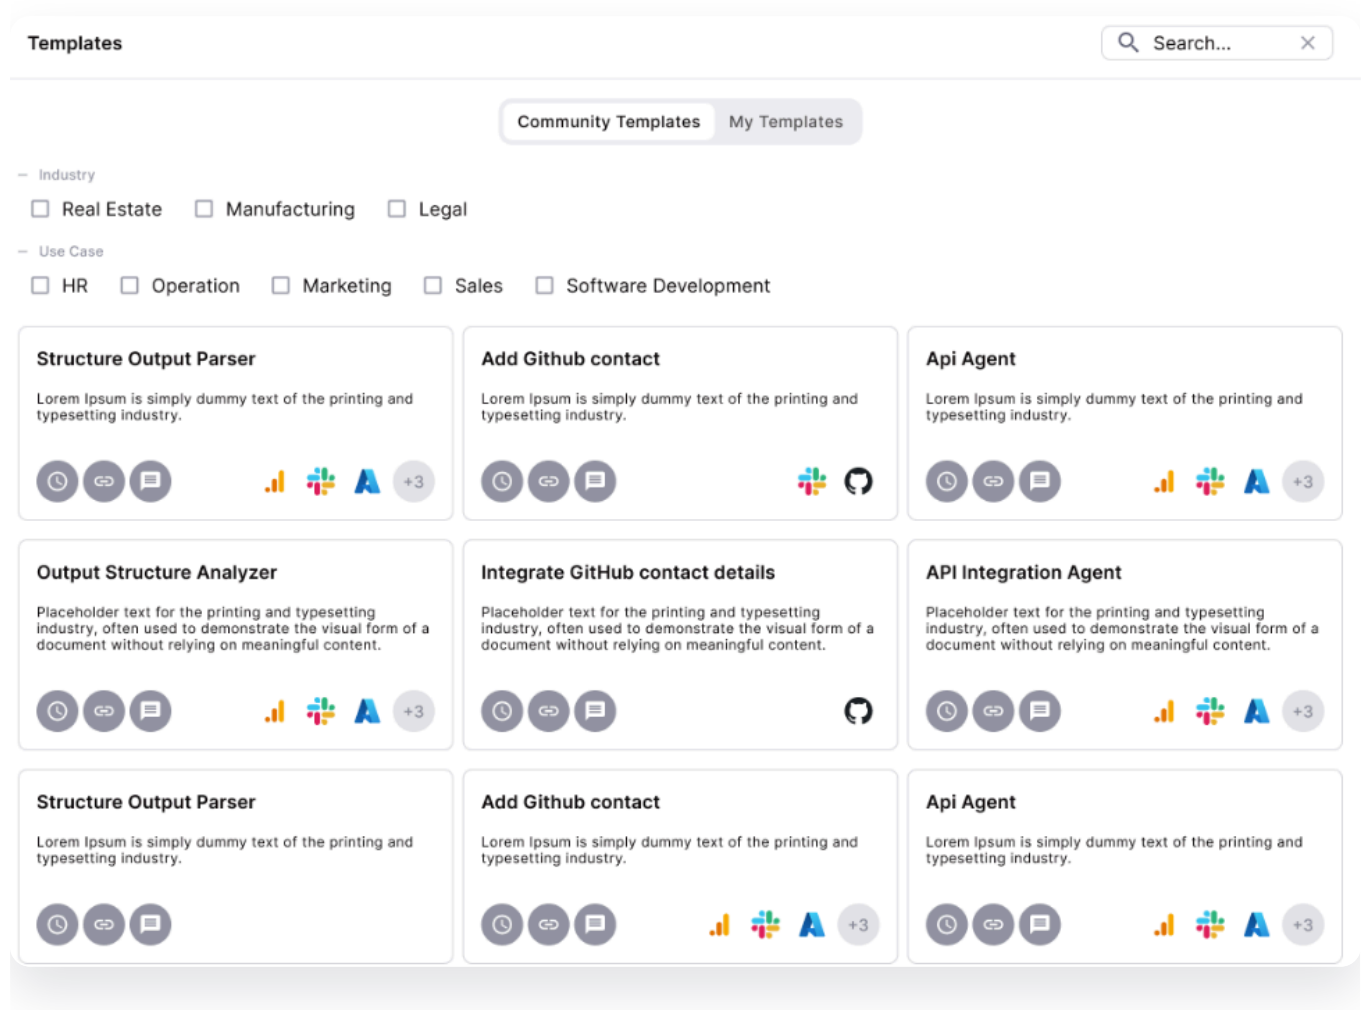 Templates
Search...
Community Templates My Templates
Industry
Real Estate Manufacturing Legal
Use Case
HR Operation Marketing Sales Software Development
Structure Output Parser
Lorem Ipsum is simply dummy text of the printing and
typesetting industry.
+3
Add Github contact
Lorem Ipsum is simply dummy text of the printing and
typesetting industry.
Api Agent
Lorem Ipsum is simply dummy text of the printing and
typesetting industry.
+3
Output Structure Analyzer
Placeholder text for the printing and typesetting
industry, often used to demonstrate the visual form of a
document without relying on meaningful content.
+3
Integrate GitHub contact details
Placeholder text for the printing and typesetting
industry, often used to demonstrate the visual form of a
document without relying on meaningful content.
API Integration Agent
Placeholder text for the printing and typesetting
industry, often used to demonstrate the visual form of a
document without relying on meaningful content.
+3
Structure Output Parser
Lorem Ipsum is simply dummy text of the printing and
typesetting industry.
Add Github contact
Lorem Ipsum is simply dummy text of the printing and
typesetting industry.
+3
Api Agent
Lorem Ipsum is simply dummy text of the printing and
typesetting industry.
+3